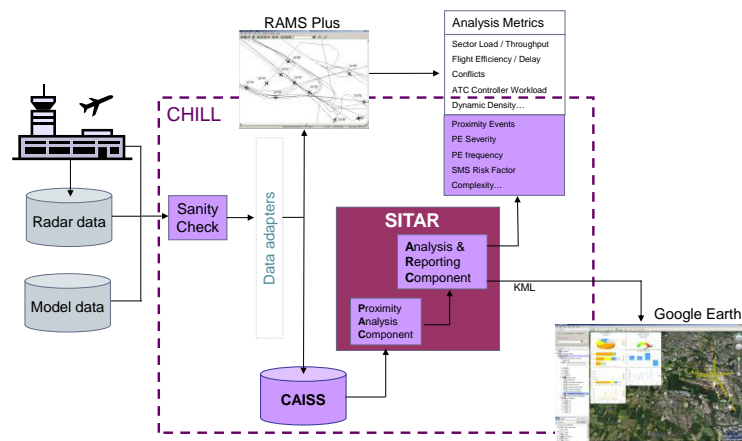 RAMS Plus
Analysis Metrics
Sector Load / Throughput
Flight Efficiency / Delay
Conflicts
ATC Controller Workload
Dynamic Density…
Proximity Events
PE Severity
PE frequency
SMS Risk Factor
Complexity…
CHILL
Radar data
Model data
Sanity
Check
Data adapters
SITAR
Analysis &
Reporting
Component
Proximity
Analysis
Component
KML
Google Earth
CAISS